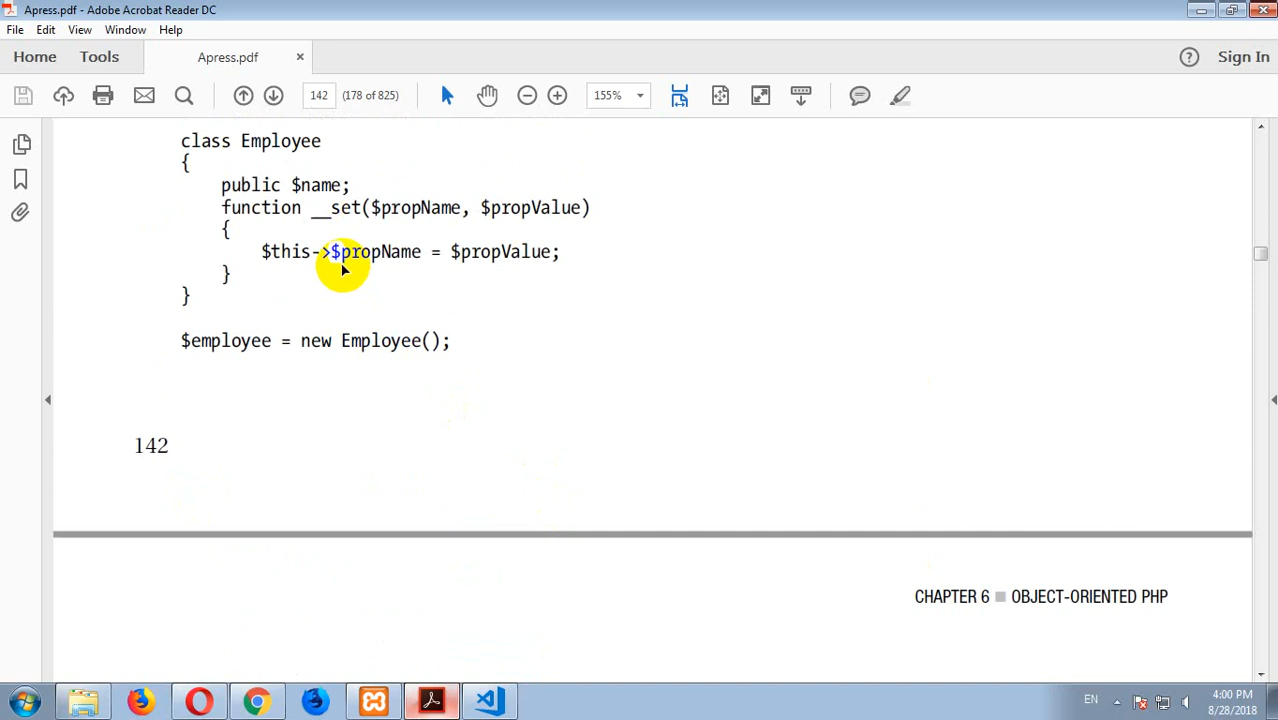 Apress.pdf - Adobe Acrobat Reader DC
File Edit View Window Help
Home Tools Apress.pdf × ? Sign In
142 (178 of 825) 155%
class Employee
{
public $name;
function __set($propName, $propValue)
{
$this->$propName = $propValue;
}
}
$employee = new Employee();
142
CHAPTER 6 ■ OBJECT-ORIENTED PHP
EN 4:00 PM
8/28/2018